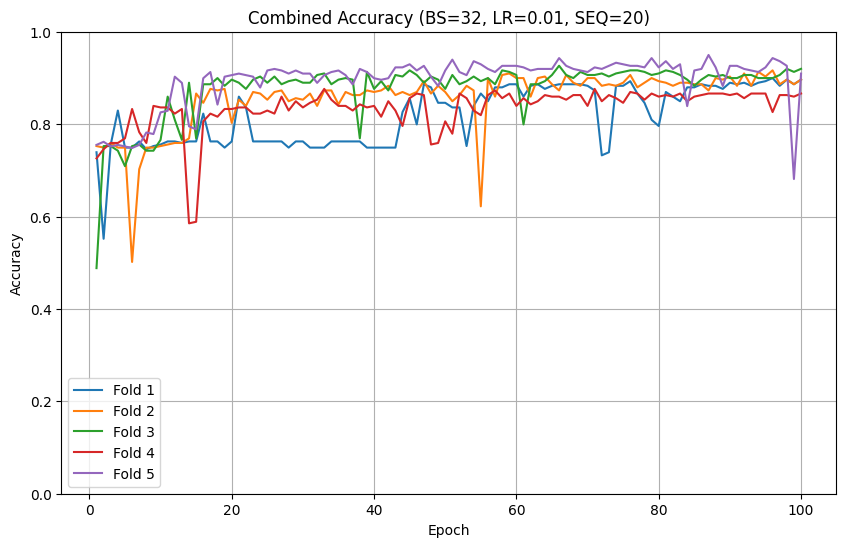 Combined Accuracy (BS=32, LR=0.01, SEQ=20)
1.0
0.8
0.6
0.4
0.2
0.0
Accuracy
Fold 1
Fold 2
Fold 3
Fold 4
Fold 5
0 20 40 60 80 100
Epoch